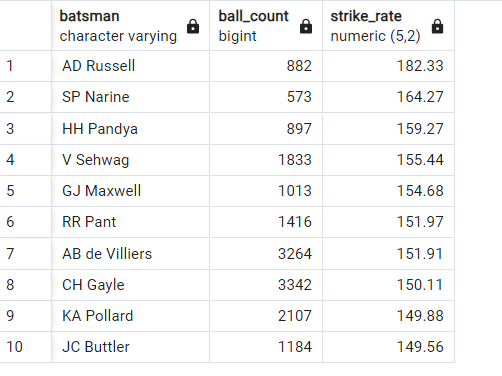 batsman ball_count strike_rate
character varying bigint numeric (5,2)
1 AD Russell 882 182.33
2 SP Narine 573 164.27
3 HH Pandya 897 159.27
4 V Sehwag 1833 155.44
5 GJ Maxwell 1013 154.68
6 RR Pant 1416 151.97
7 AB de Villiers 3264 151.91
8 CH Gayle 3342 150.11
9 KA Pollard 2107 149.88
10 JC Buttler 1184 149.56